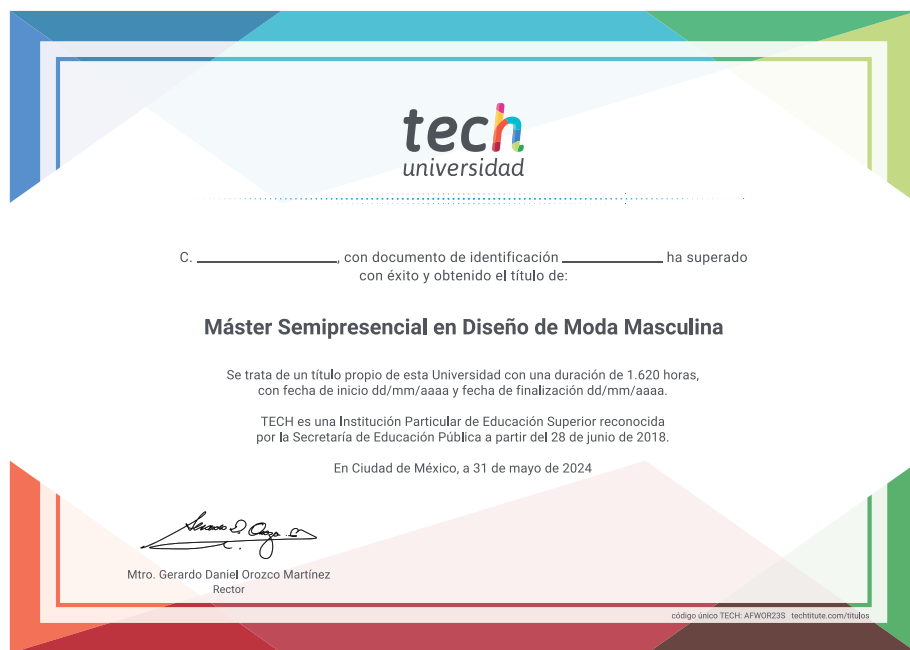 tech
universidad
C. ____________, con documento de identificación ____________ ha superado
con éxito y obtenido el título de:
Máster Semipresencial en Diseño de Moda Masculina
Se trata de un título propio de esta Universidad con una duración de 1.620 horas,
con fecha de inicio dd/mm/aaaa y fecha de finalización dd/mm/aaaa.
TECH es una Institución Particular de Educación Superior reconocida
por la Secretaría de Educación Pública a partir del 28 de junio de 2018.
En Ciudad de México, a 31 de mayo de 2024
Mtro. Gerardo Daniel Orozco Martínez
Rector
código único TECH: AFWOR23S techtitute.com/titulos